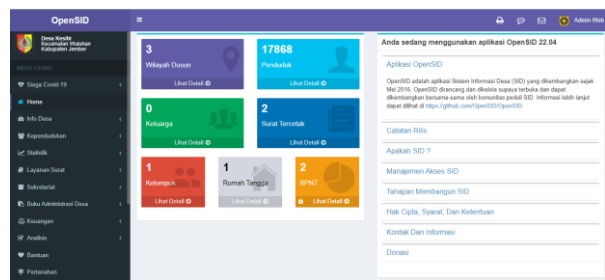 OpenSID
Admin Web
Desa Kesilir
Kecamatan Wuluhan
Kabupaten Jember
MENU UTAMA
Siaga Covid-19
Home
Info Desa
Kependudukan
Statistik
Layanan Surat
Sekretariat
Buku Administrasi Desa
Keuangan
Analisis
Bantuan
Pertanahan
3
Wilayah Dusun
Lihat Detail
17868
Penduduk
Lihat Detail
0
Keluarga
Lihat Detail
2
Surat Tercetak
Lihat Detail
1
Kelompok
Lihat Detail
1
Rumah Tangga
Lihat Detail
2
BPNT
Lihat Detail
Anda sedang menggunakan aplikasi OpenSID 22.04
Aplikasi OpenSID
OpenSID adalah aplikasi Sistem Informasi Desa (SID) yang dikembangkan sejak
Mei 2016. OpenSID dirancang dan dikelola supaya terbuka dan dapat
dikembangkan bersama-sama oleh komunitas peduli SID. Informasi lebih lanjut
dapat dilihat di https://github.com/OpenSID/OpenSID.
Catatan Rilis
Apakah SID ?
Manajemen Akses SID
Tahapan Membangun SID
Hak Cipta, Syarat, Dan Ketentuan
Kontak Dan Informasi
Donasi